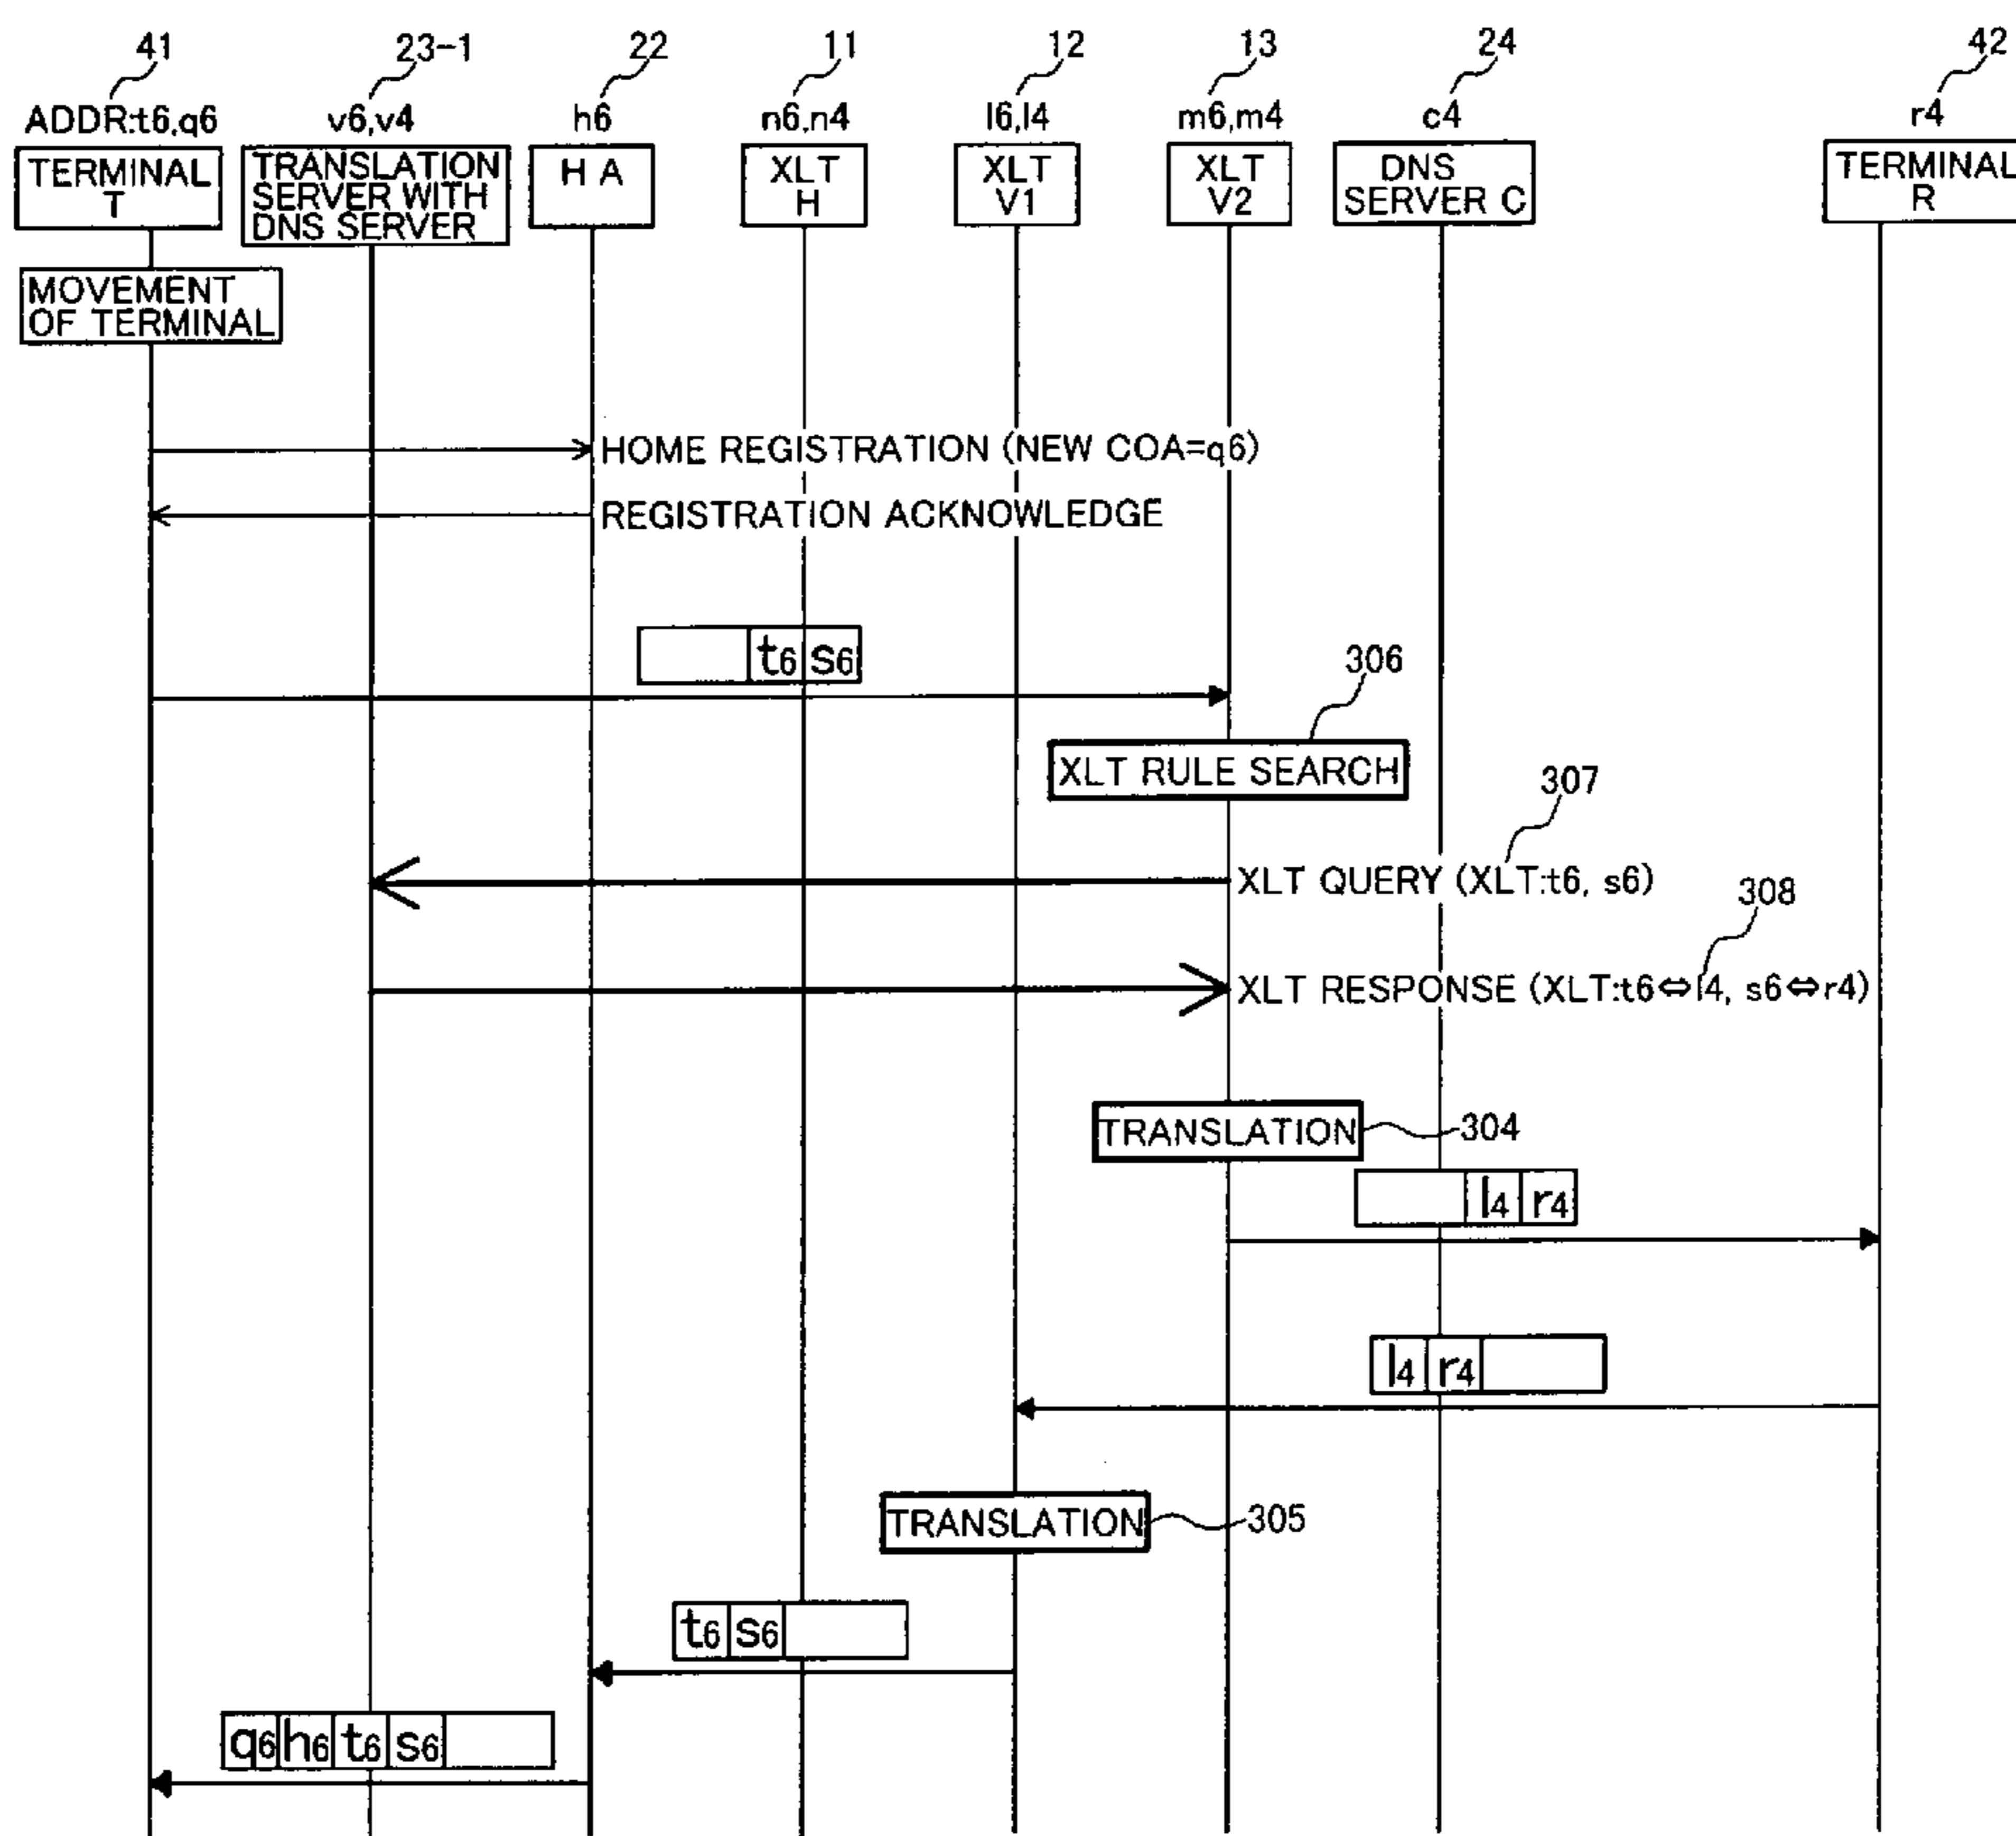 41 23-1 22 11 12 13 24 42
ADDR:t6,q6 v6,v4 h6 n6,n4 l6,l4 m6,m4 c4 r4
TERMINAL
T
TRANSLATION
SERVER WITH
DNS SERVER
H A
XLT
H
XLT
V1
XLT
V2
DNS
SERVER C
TERMINAL
R
MOVEMENT
OF TERMINAL
HOME REGISTRATION (NEW COA=q6)
REGISTRATION ACKNOWLEDGE
t6 s6
306
XLT RULE SEARCH
307
XLT QUERY (XLT:t6, s6)
308
XLT RESPONSE (XLT:t6⇔l4, s6⇔r4)
TRANSLATION 304
l4 r4
l4 r4
TRANSLATION 305
t6 s6
q6 h6 t6 s6